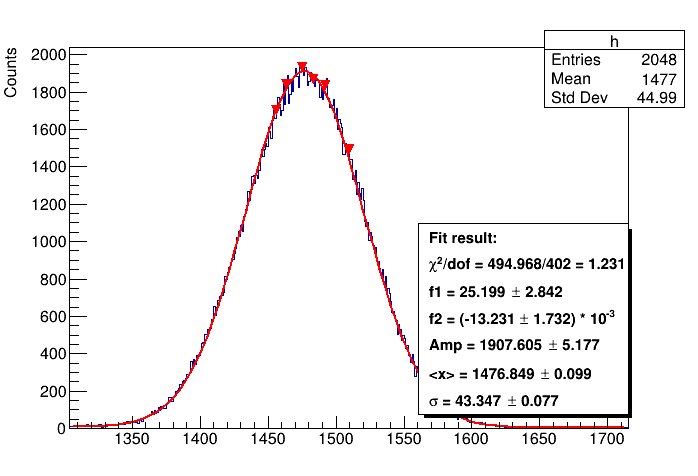 h
Entries 2048
Mean 1477
Std Dev 44.99
Counts
2000
1800
1600
1400
1200
1000
800
600
400
200
0
Fit result:
χ²/dof = 494.968/402 = 1.231
f1 = 25.199 ± 2.842
f2 = (-13.231 ± 1.732) * 10⁻³
Amp = 1907.605 ± 5.177
<x> = 1476.849 ± 0.099
σ = 43.347 ± 0.077
1350 1400 1450 1500 1550 1600 1650 1700